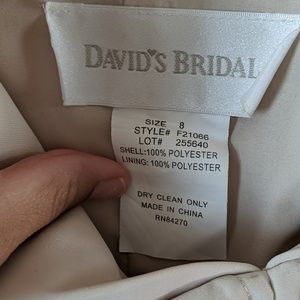 DAVID'S BRIDAL
SIZE 8
STYLE# F21066
LOT# 255640
SHELL:100% POLYESTER
LINING: 100% POLYESTER
DRY CLEAN ONLY
MADE IN CHINA
RN84270